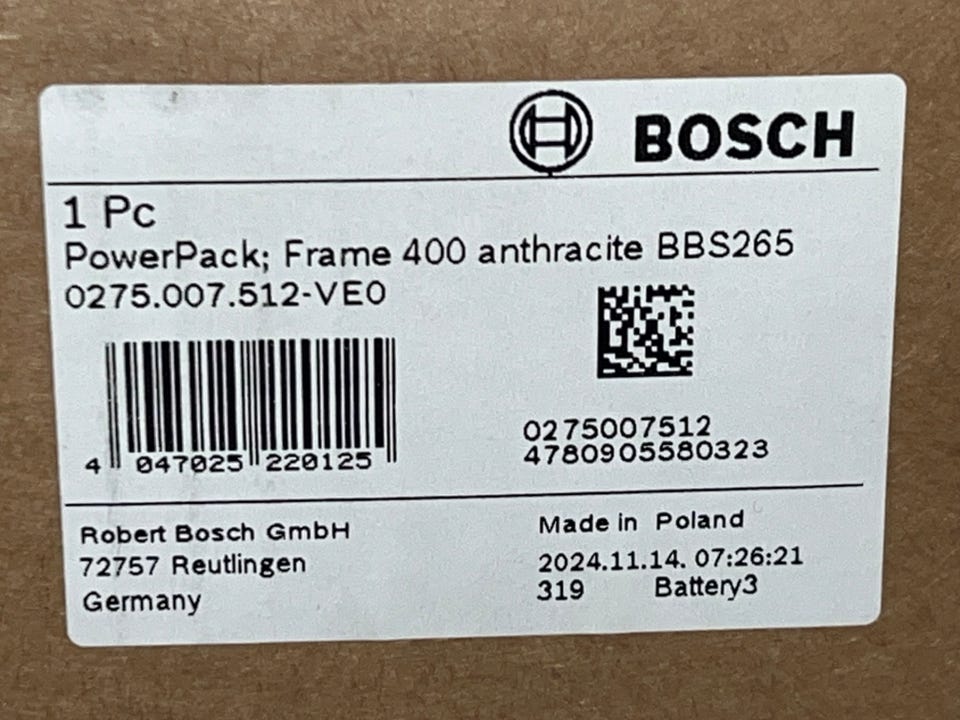 BOSCH
1 Pc
PowerPack; Frame 400 anthracite BBS265
0275.007.512-VE0
4 047025 220125
0275007512
4780905580323
Robert Bosch GmbH
72757 Reutlingen
Germany
Made in Poland
2024.11.14. 07:26:21
319 Battery3